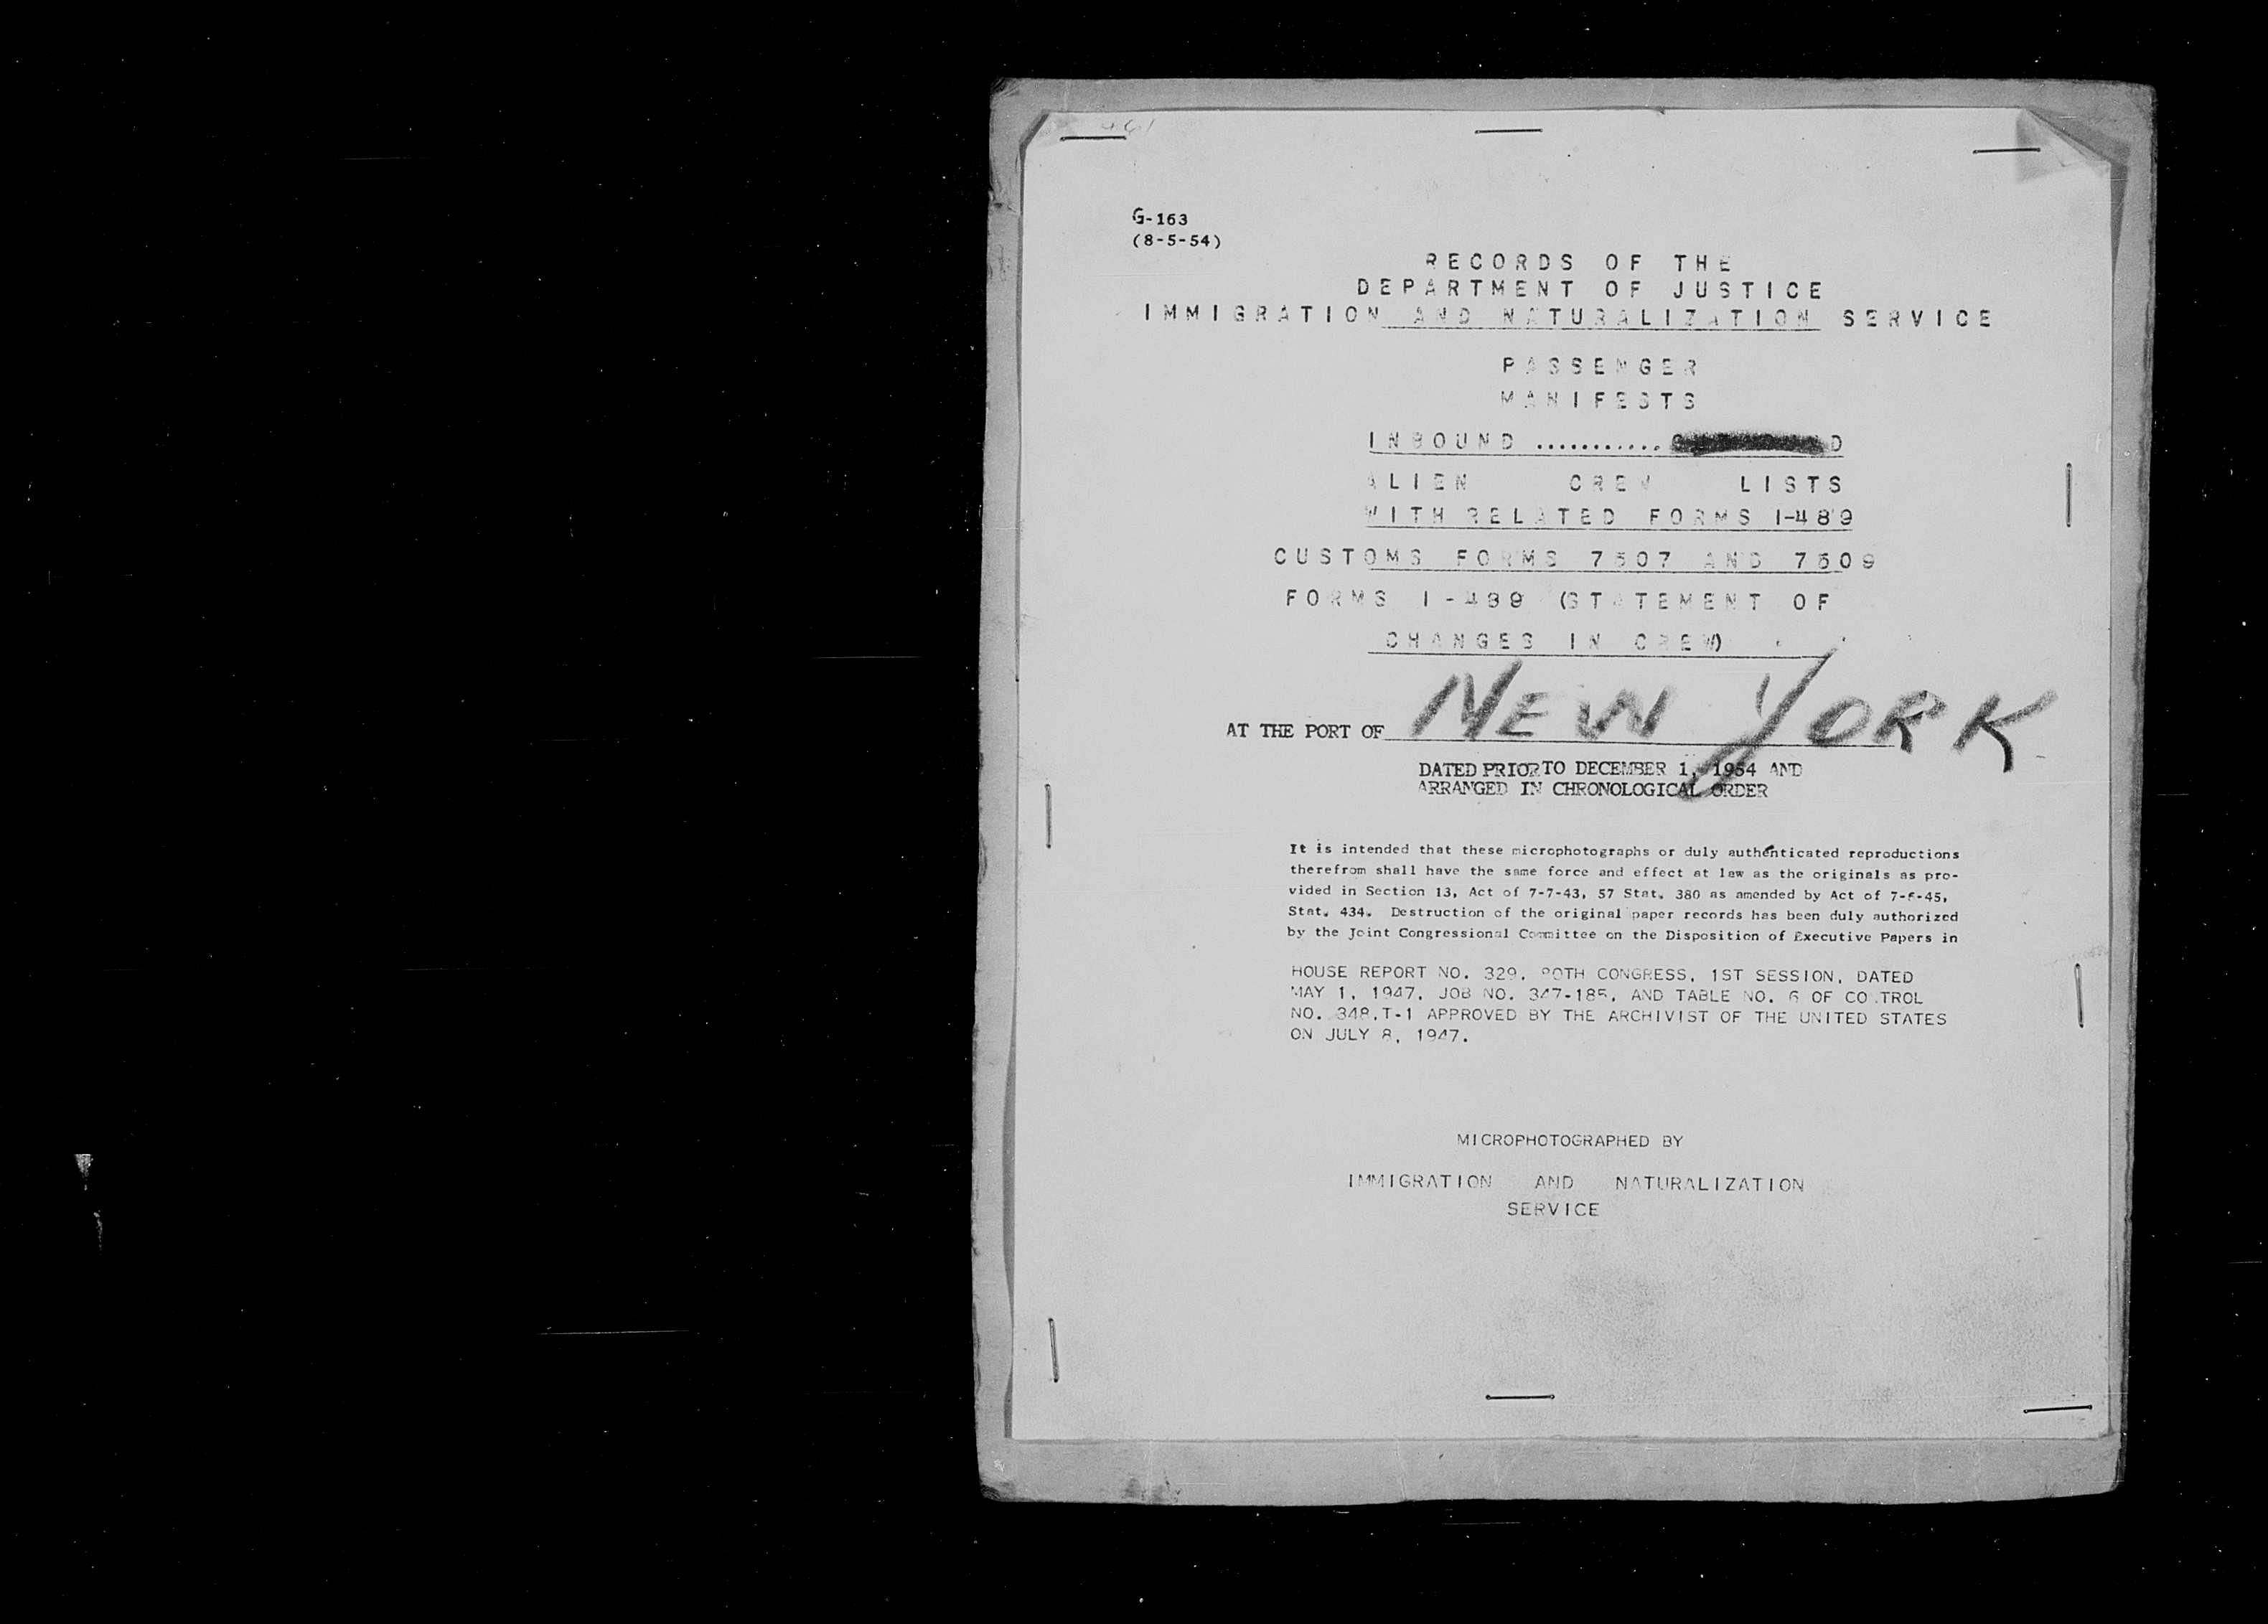 G-163
(8-5-54)
RECORDS OF THE
DEPARTMENT OF JUSTICE
IMMIGRATION AND NATURALIZATION SERVICE
PASSENGER
MANIFESTS
INBOUND ...........
ALIEN CREW LISTS
WITH RELATED FORMS I-489
CUSTOMS FORMS 7507 AND 7509
FORMS I-489 (STATEMENT OF
CHANGES IN CREW)
AT THE PORT OF NEW YORK
DATED PRIOR TO DECEMBER 1, 1954 AND
ARRANGED IN CHRONOLOGICAL ORDER
It is intended that these microphotographs or duly authenticated reproductions
therefrom shall have the same force and effect at law as the originals as pro-
vided in Section 13, Act of 7-7-43, 57 Stat. 380 as amended by Act of 7-6-45,
Stat. 434. Destruction of the original paper records has been duly authorized
by the Joint Congressional Committee on the Disposition of Executive Papers in
HOUSE REPORT NO. 329, 80TH CONGRESS, 1ST SESSION, DATED
MAY 1, 1947, JOB NO. 347-185, AND TABLE NO. 6 OF CONTROL
NO. 348,T-1 APPROVED BY THE ARCHIVIST OF THE UNITED STATES
ON JULY 8, 1947.
MICROPHOTOGRAPHED BY
IMMIGRATION AND NATURALIZATION
SERVICE